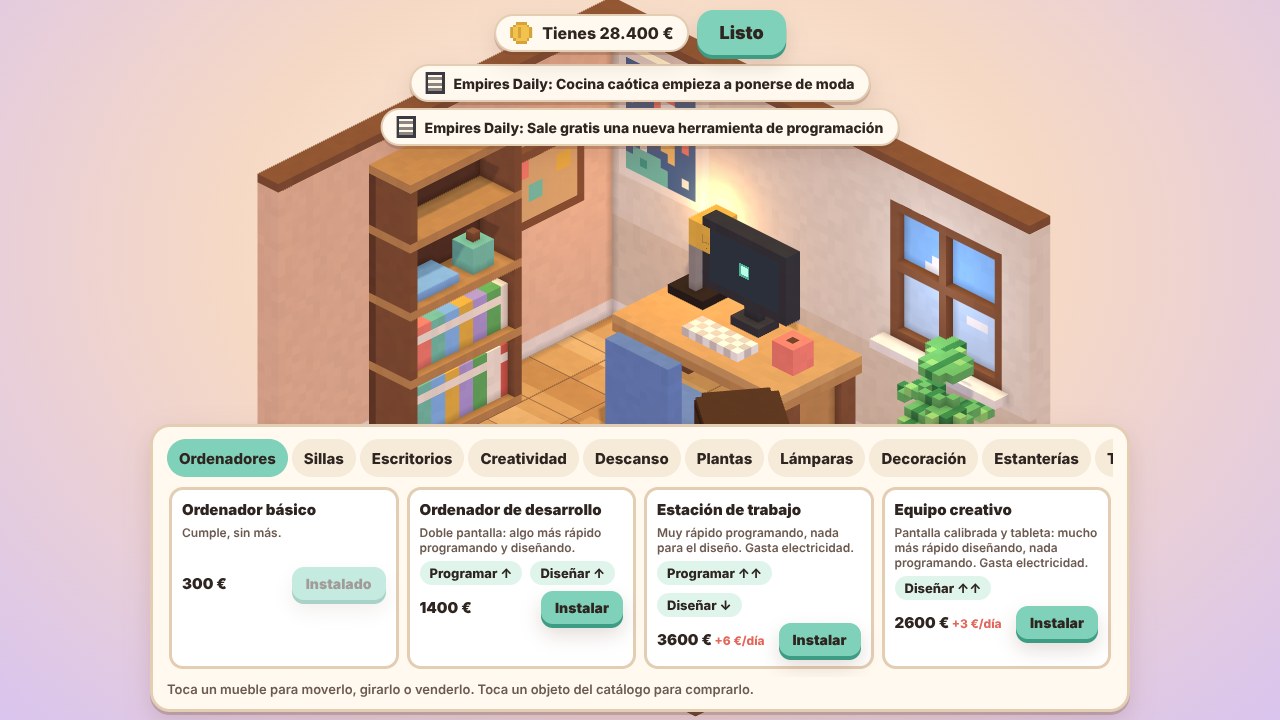 Tienes 28.400 €
Listo
Empires Daily: Cocina caótica empieza a ponerse de moda
Empires Daily: Sale gratis una nueva herramienta de programación
Ordenadores
Sillas
Escritorios
Creatividad
Descanso
Plantas
Lámparas
Decoración
Estanterías
Ordenador básico
Cumple, sin más.
300 €
Instalado
Ordenador de desarrollo
Doble pantalla: algo más rápido
programando y diseñando.
Programar ↑
Diseñar ↑
1400 €
Instalar
Estación de trabajo
Muy rápido programando, nada
para el diseño. Gasta electricidad.
Programar ↑↑
Diseñar ↓
3600 € +6 €/día
Instalar
Equipo creativo
Pantalla calibrada y tableta: mucho
más rápido diseñando, nada
programando. Gasta electricidad.
Diseñar ↑↑
2600 € +3 €/día
Instalar
Toca un mueble para moverlo, girarlo o venderlo. Toca un objeto del catálogo para comprarlo.